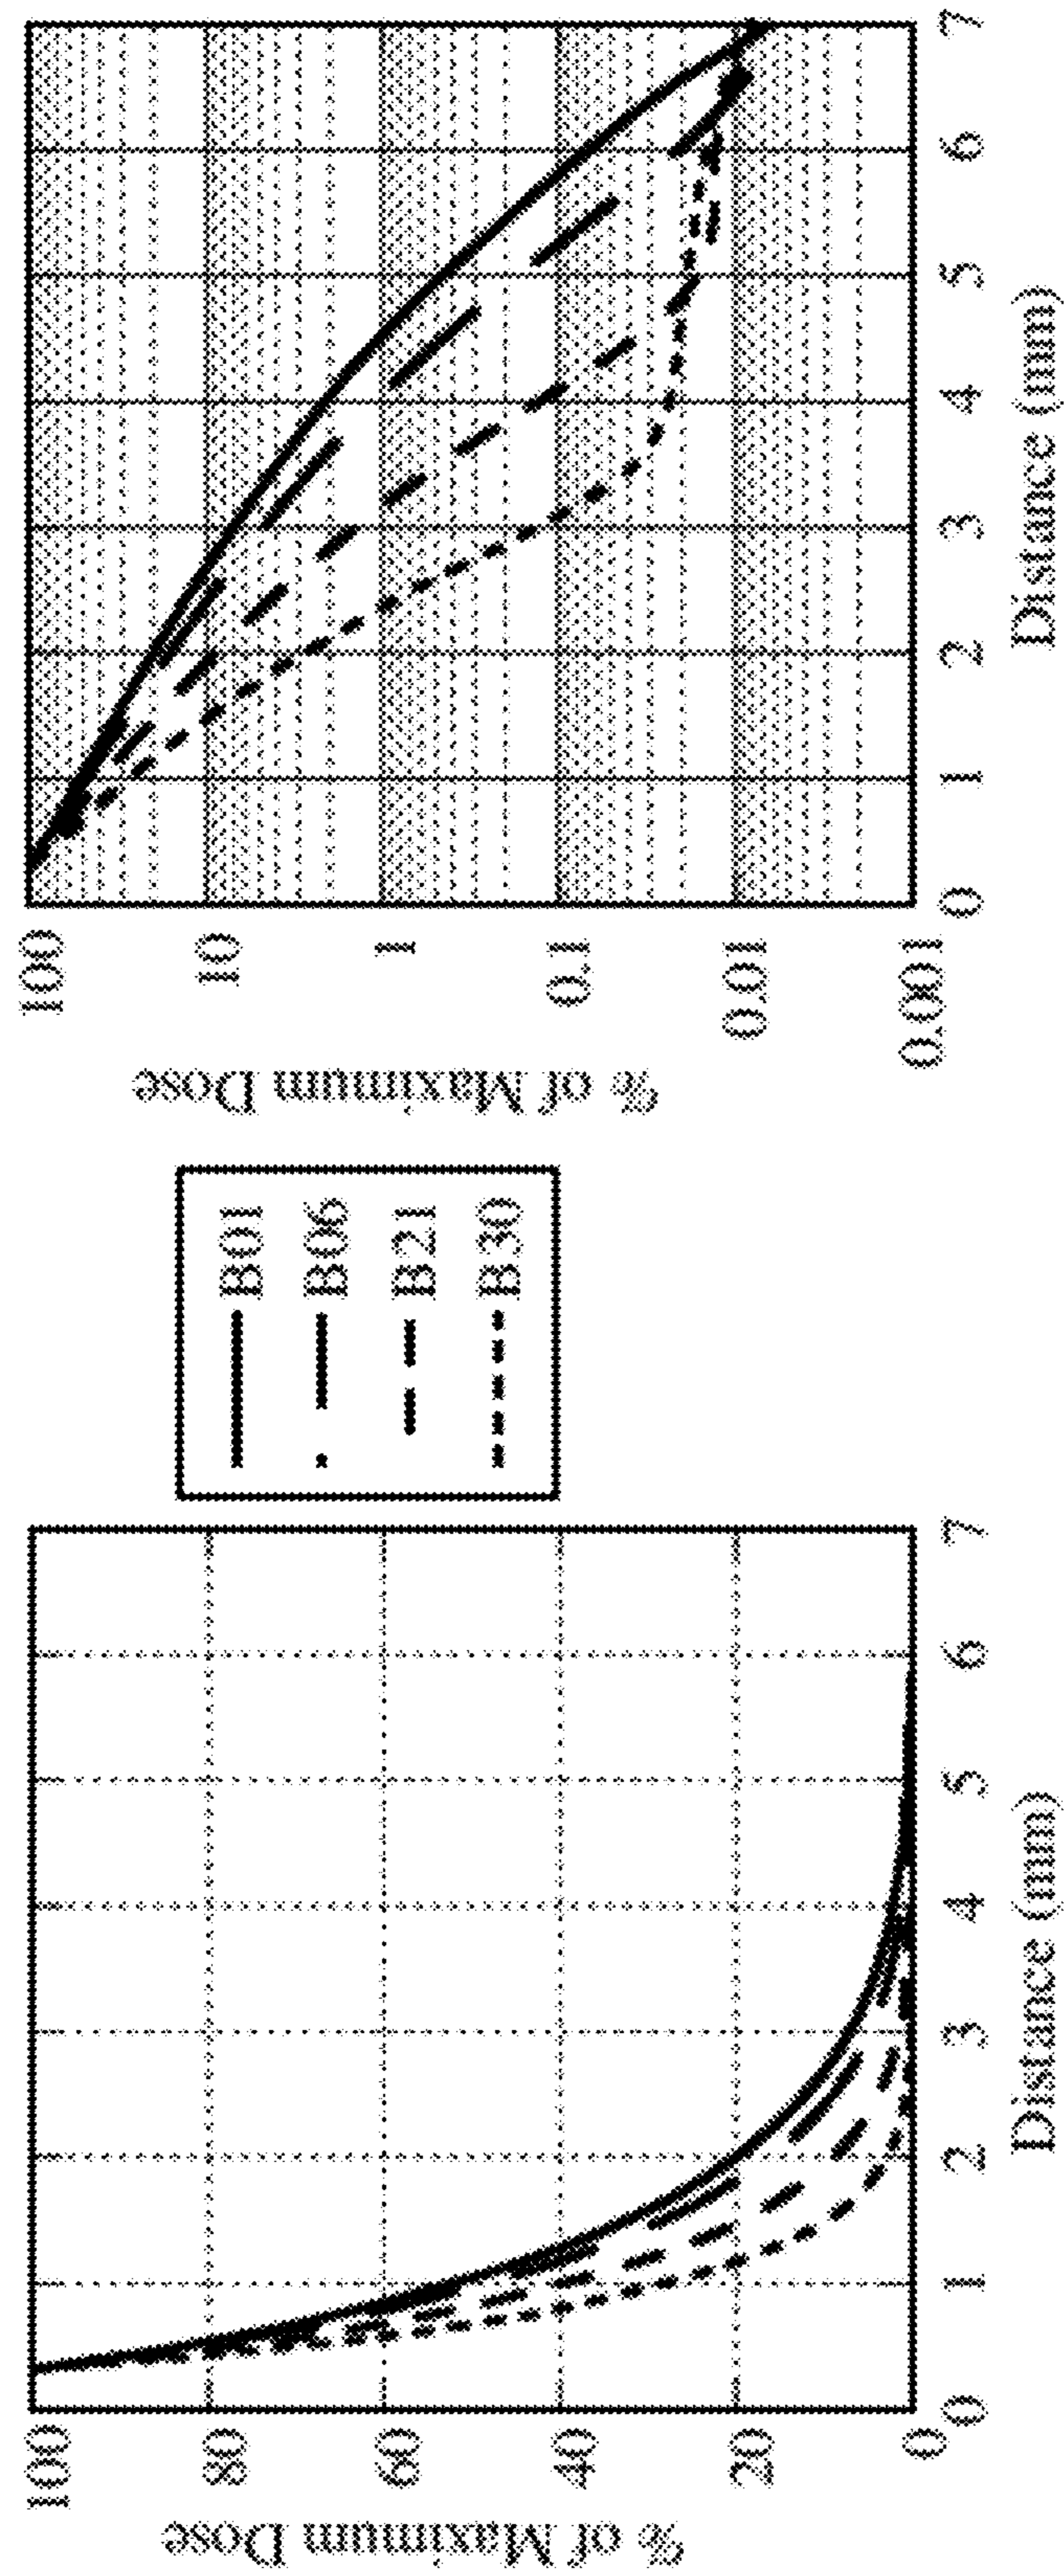 % of Maximum Dose
100
80
60
40
20
0
0 1 2 3 4 5 6 7
Distance (mm)
B01
B06
B21
B30
% of Maximum Dose
100
10
1
0.1
0.01
0.001
0 1 2 3 4 5 6 7
Distance (mm)